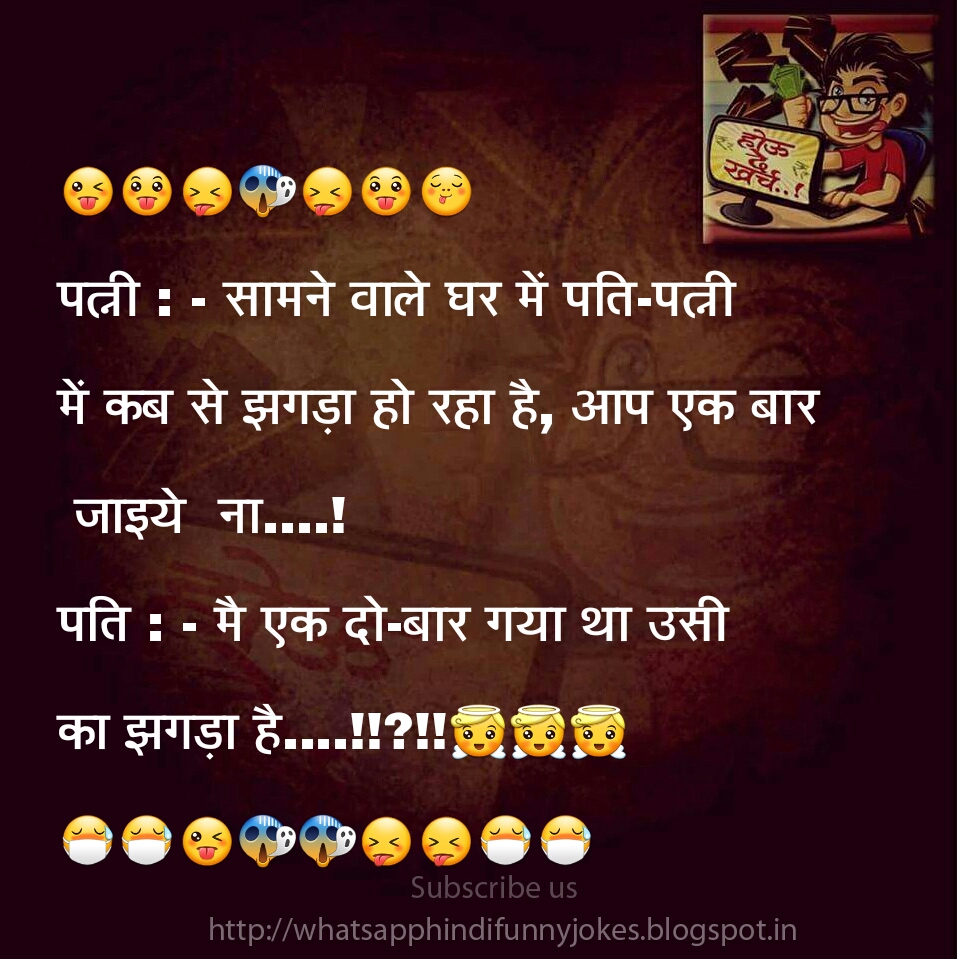 होऊ
दे
खर्च..!
😜😛😝😱😝😛😋
पत्नी : - सामने वाले घर में पति-पत्नी
में कब से झगड़ा हो रहा है, आप एक बार
जाइये ना....!
पति : - मै एक दो-बार गया था उसी
का झगड़ा है....!!?!!😇😇😇
😷😷😜😱😱😝😝😷😷
Subscribe us
http://whatsapphindifunnyjokes.blogspot.in